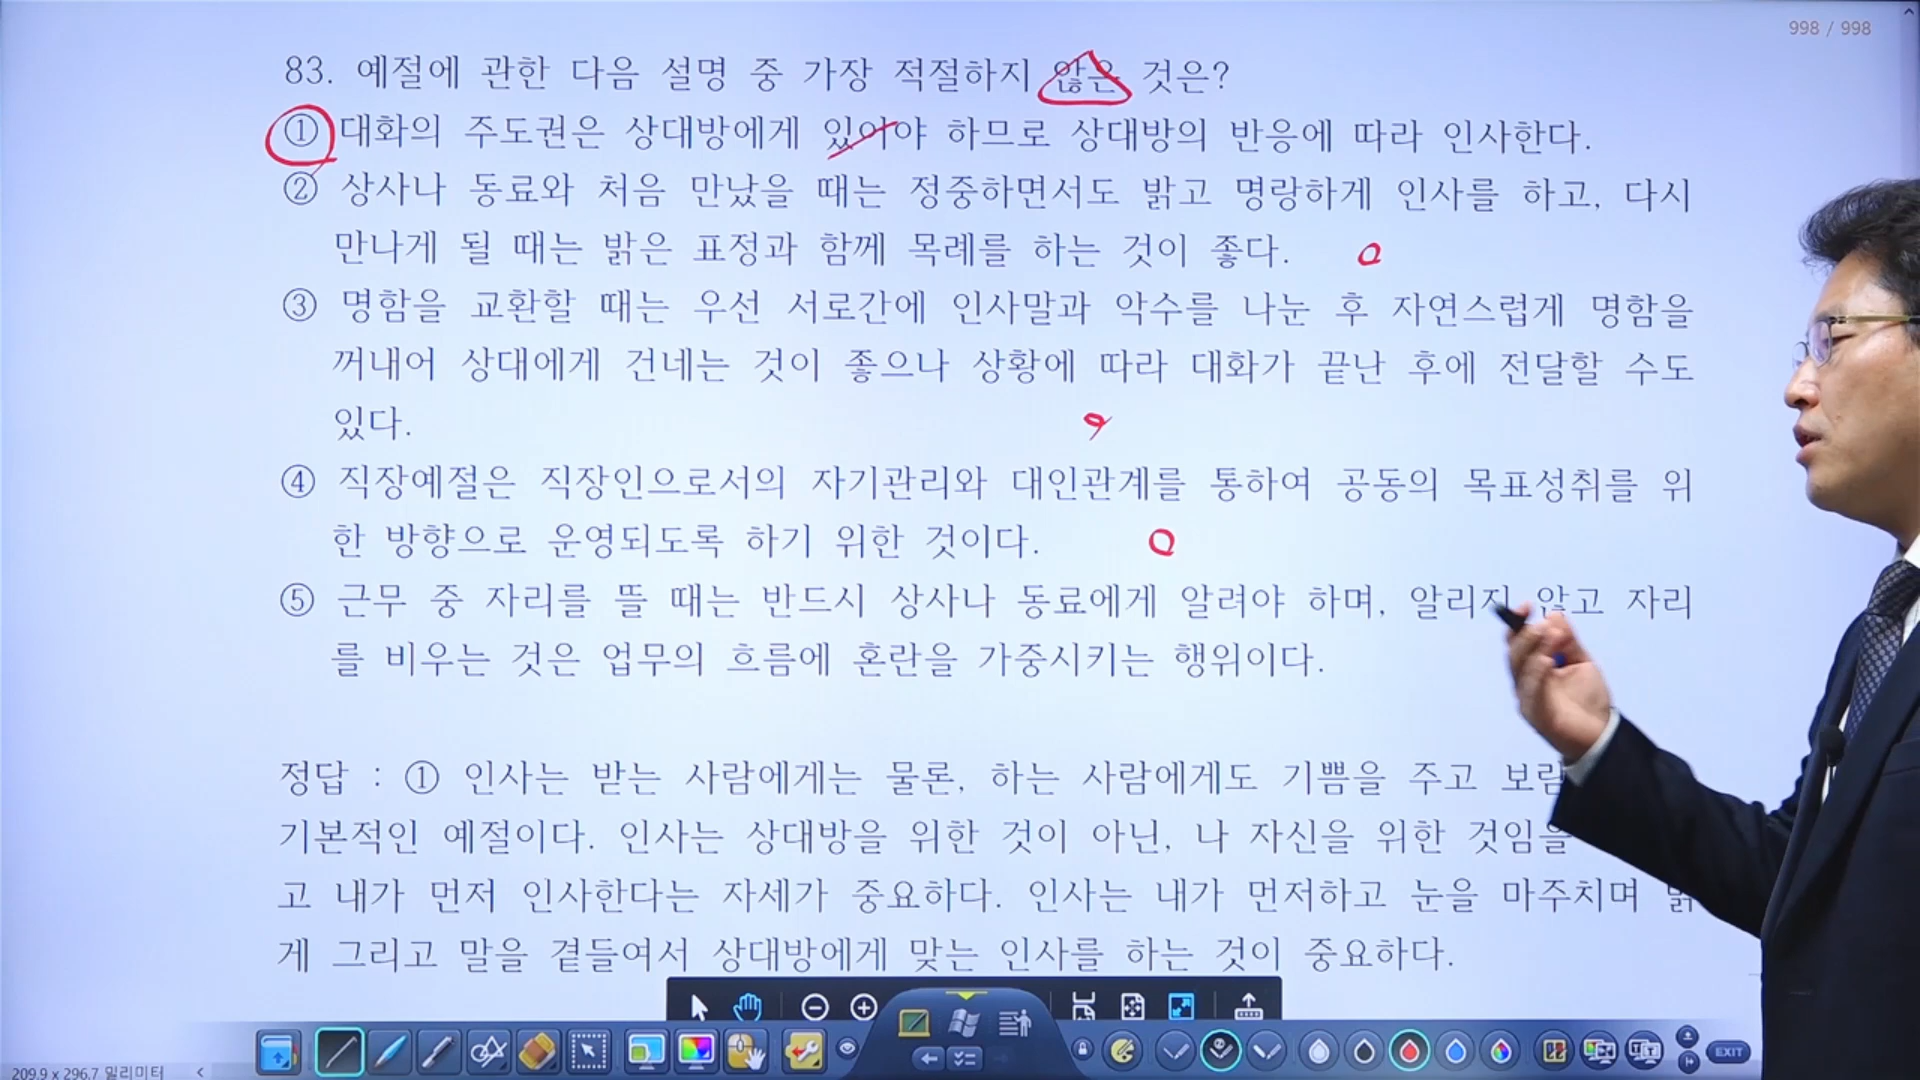 998 / 998
83. 예절에 관한 다음 설명 중 가장 적절하지 않은 것은?
① 대화의 주도권은 상대방에게 있어야 하므로 상대방의 반응에 따라 인사한다.
② 상사나 동료와 처음 만났을 때는 정중하면서도 밝고 명랑하게 인사를 하고, 다시
만나게 될 때는 밝은 표정과 함께 목례를 하는 것이 좋다.
③ 명함을 교환할 때는 우선 서로간에 인사말과 악수를 나눈 후 자연스럽게 명함을
꺼내어 상대에게 건네는 것이 좋으나 상황에 따라 대화가 끝난 후에 전달할 수도
있다.
④ 직장예절은 직장인으로서의 자기관리와 대인관계를 통하여 공동의 목표성취를 위
한 방향으로 운영되도록 하기 위한 것이다.
⑤ 근무 중 자리를 뜰 때는 반드시 상사나 동료에게 알려야 하며, 알리지 않고 자리
를 비우는 것은 업무의 흐름에 혼란을 가중시키는 행위이다.
정답 : ① 인사는 받는 사람에게는 물론, 하는 사람에게도 기쁨을 주고
기본적인 예절이다. 인사는 상대방을 위한 것이 아닌, 나 자신을 위한 것임을
고 내가 먼저 인사한다는 자세가 중요하다. 인사는 내가 먼저하고 눈을 마주치며
게 그리고 말을 곁들여서 상대방에게 맞는 인사를 하는 것이 중요하다.
209.9 x 296.7 밀리미터
EXIT